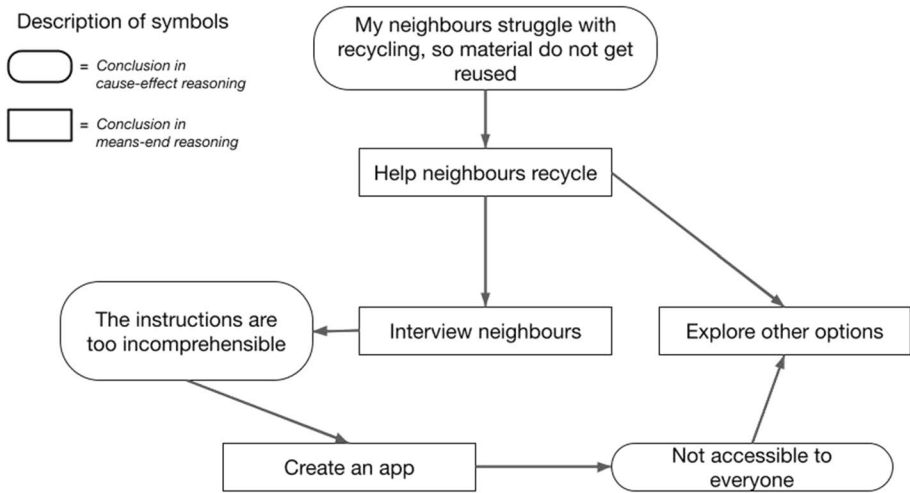 Description of symbols
= Conclusion in
cause-effect reasoning
= Conclusion in
means-end reasoning
My neighbours struggle with
recycling, so material do not get
reused
Help neighbours recycle
The instructions are
too incomprehensible
Interview neighbours
Explore other options
Create an app
Not accessible to
everyone